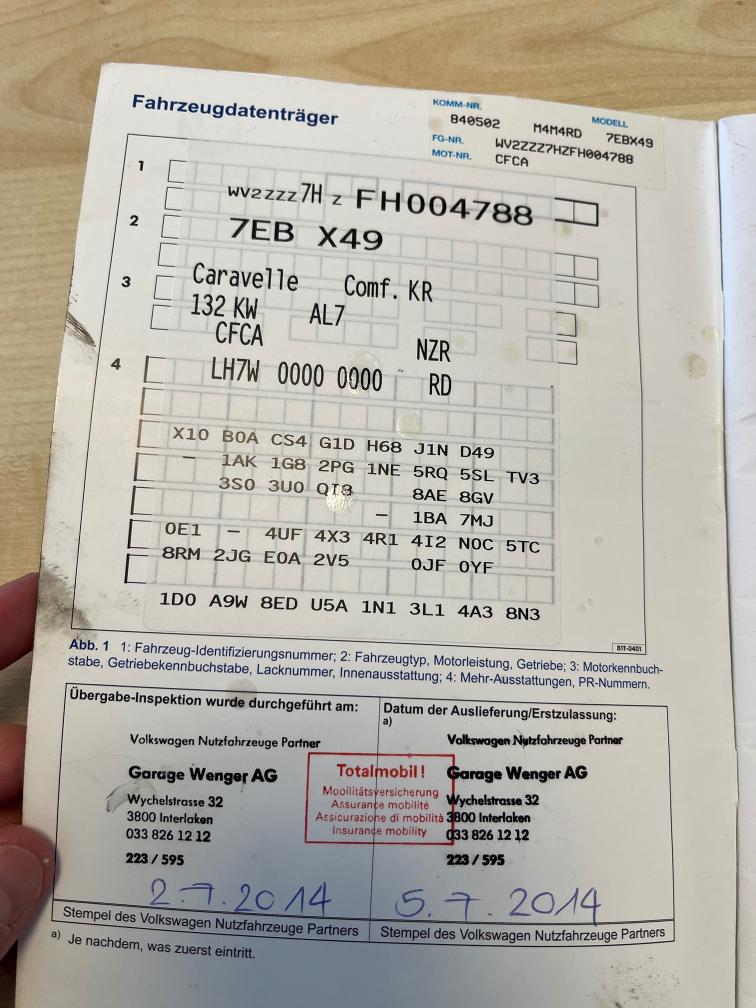 Fahrzeugdatenträger
KOMM-NR. MODELL
840502 M4M4RD 7EBX49
FG-NR. WV2ZZZ7HZFH004788
MOT-NR. CFCA
1 WV2ZZZ 7H Z FH004788
2 7EB X49
3 Caravelle Comf. KR
132 KW AL7
CFCA NZR
4 LH7W 0000 0000 RD
X10 B0A CS4 G1D H68 J1N D49
– 1AK 1G8 2PG 1NE 5RQ 5SL TV3
3S0 3U0 QI8 8AE 8GV
– 1BA 7MJ
0E1 – 4UF 4X3 4R1 4I2 N0C 5TC
8RM 2JG E0A 2V5 0JF 0YF
1D0 A9W 8ED U5A 1N1 3L1 4A3 8N3
B1T-0401
Abb. 1 1: Fahrzeug-Identifizierungsnummer; 2: Fahrzeugtyp, Motorleistung, Getriebe; 3: Motorkennbuch-
stabe, Getriebekennbuchstabe, Lacknummer, Innenausstattung; 4: Mehr-Ausstattungen, PR-Nummern.
Übergabe-Inspektion wurde durchgeführt am:
Volkswagen Nutzfahrzeuge Partner
Garage Wenger AG
Wychelstrasse 32
3800 Interlaken
033 826 12 12
223 / 595
2.7.2014
Stempel des Volkswagen Nutzfahrzeuge Partners
Totalmobil!
Mobilitätsversicherung
Assurance mobilité
Assicurazione di mobilità
Insurance mobility
Datum der Auslieferung/Erstzulassung:
a)
Volkswagen Nutzfahrzeuge Partner
Garage Wenger AG
Wychelstrasse 32
3800 Interlaken
033 826 12 12
223 / 595
5.7.2014
Stempel des Volkswagen Nutzfahrzeuge Partners
a) Je nachdem, was zuerst eintritt.